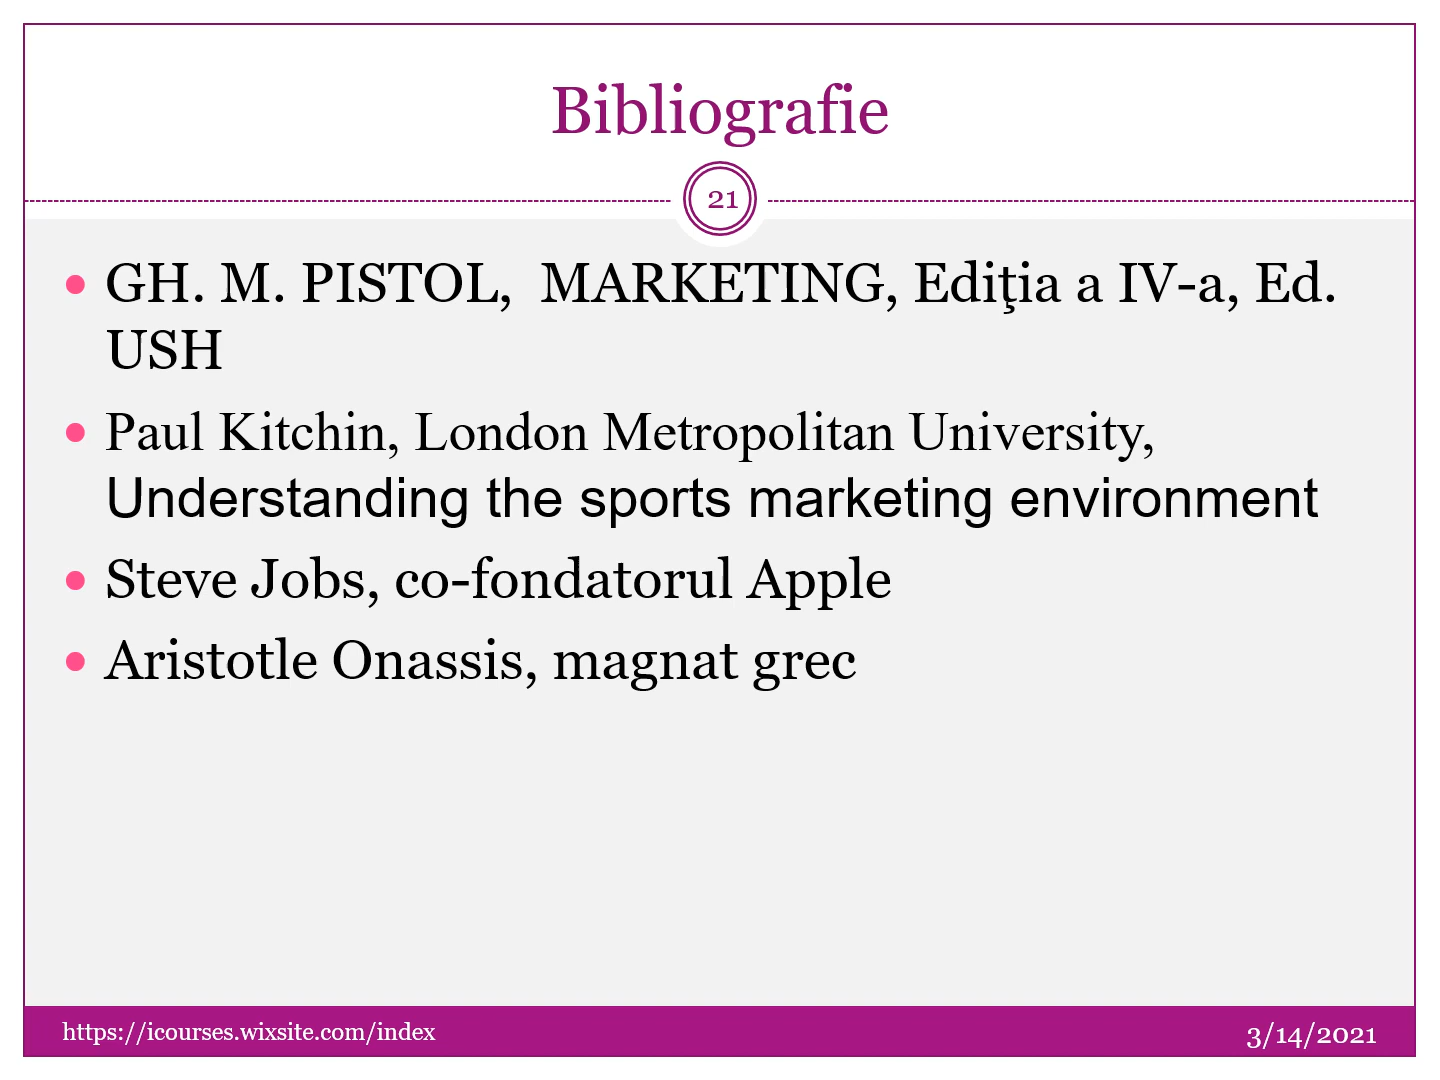 Bibliografie
21
• GH. M. PISTOL,  MARKETING, Ediţia a IV-a, Ed.
USH
• Paul Kitchin, London Metropolitan University,
Understanding the sports marketing environment
• Steve Jobs, co-fondatorul Apple
• Aristotle Onassis, magnat grec
https://icourses.wixsite.com/index
3/14/2021